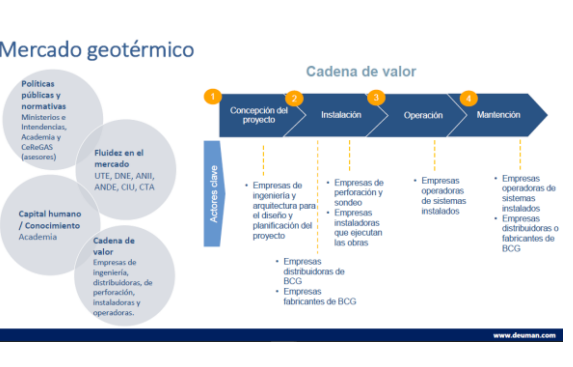 Mercado geotérmico
Políticas
públicas y
normativas
Ministerios e
Intendencias,
Academia y
CeReGAS
(asesores)
Fluidez en el
mercado
UTE, DNE, ANII,
ANDE, CIU, CTA
Capital humano
/ Conocimiento
Academia
Cadena de
valor
Empresas de
ingeniería,
distribuidoras, de
perforación,
instaladoras y
operadoras.
Cadena de valor
1
Concepción del
proyecto
2
Instalación
3
Operación
4
Mantención
Actores clave
• Empresas de
ingeniería y
arquitectura para
el diseño y
planificación del
proyecto
• Empresas
distribuidoras de
BCG
• Empresas
fabricantes de BCG
• Empresas de
perforación y
sondeo
• Empresas
instaladoras
que ejecutan
las obras
• Empresas
operadoras
de sistemas
instalados
• Empresas
operadoras de
sistemas
instalados
• Empresas
distribuidoras o
fabricantes de
BCG
www.deuman.com